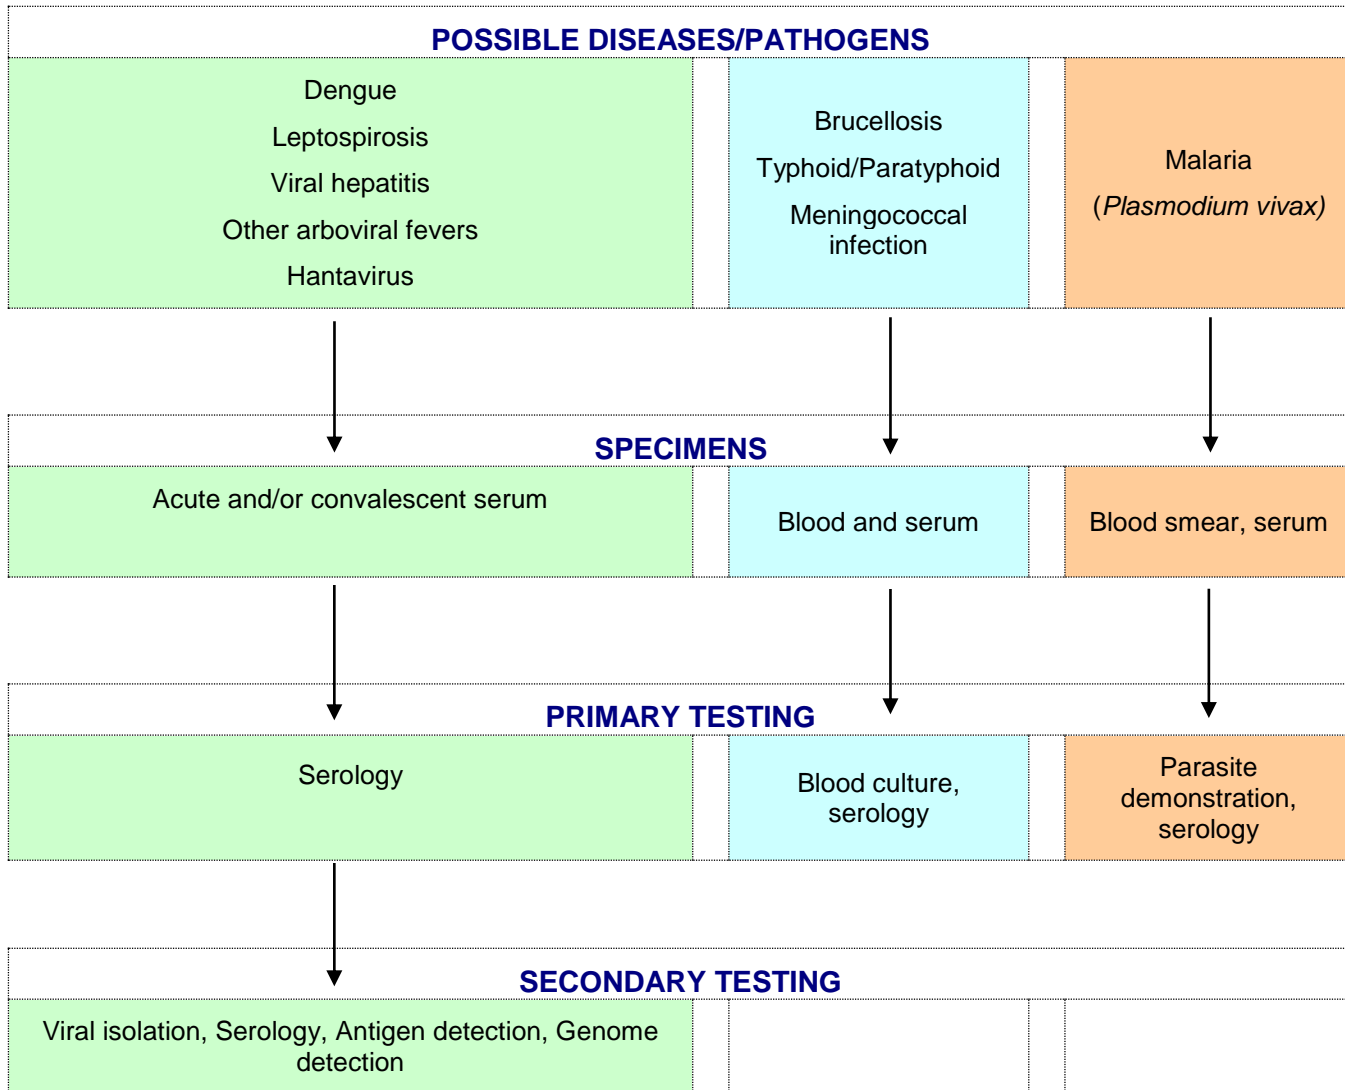 POSSIBLE DISEASES/PATHOGENS
Dengue
Leptospirosis
Viral hepatitis
Other arboviral fevers
Hantavirus
Brucellosis
Typhoid/Paratyphoid
Meningococcal
infection
Malaria
(Plasmodium vivax)
SPECIMENS
Acute and/or convalescent serum
Blood and serum
Blood smear, serum
PRIMARY TESTING
Serology
Blood culture,
serology
Parasite
demonstration,
serology
SECONDARY TESTING
Viral isolation, Serology, Antigen detection, Genome
detection